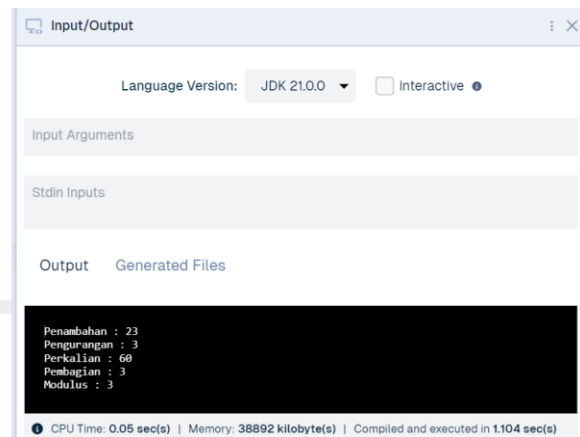 Input/Output
Language Version: JDK 21.0.0 Interactive
Input Arguments
Stdin Inputs
Output Generated Files
Penambahan : 23
Pengurangan : 3
Perkalian : 60
Pembagian : 3
Modulus : 3
CPU Time: 0.05 sec(s) | Memory: 38892 kilobyte(s) | Compiled and executed in 1.104 sec(s)